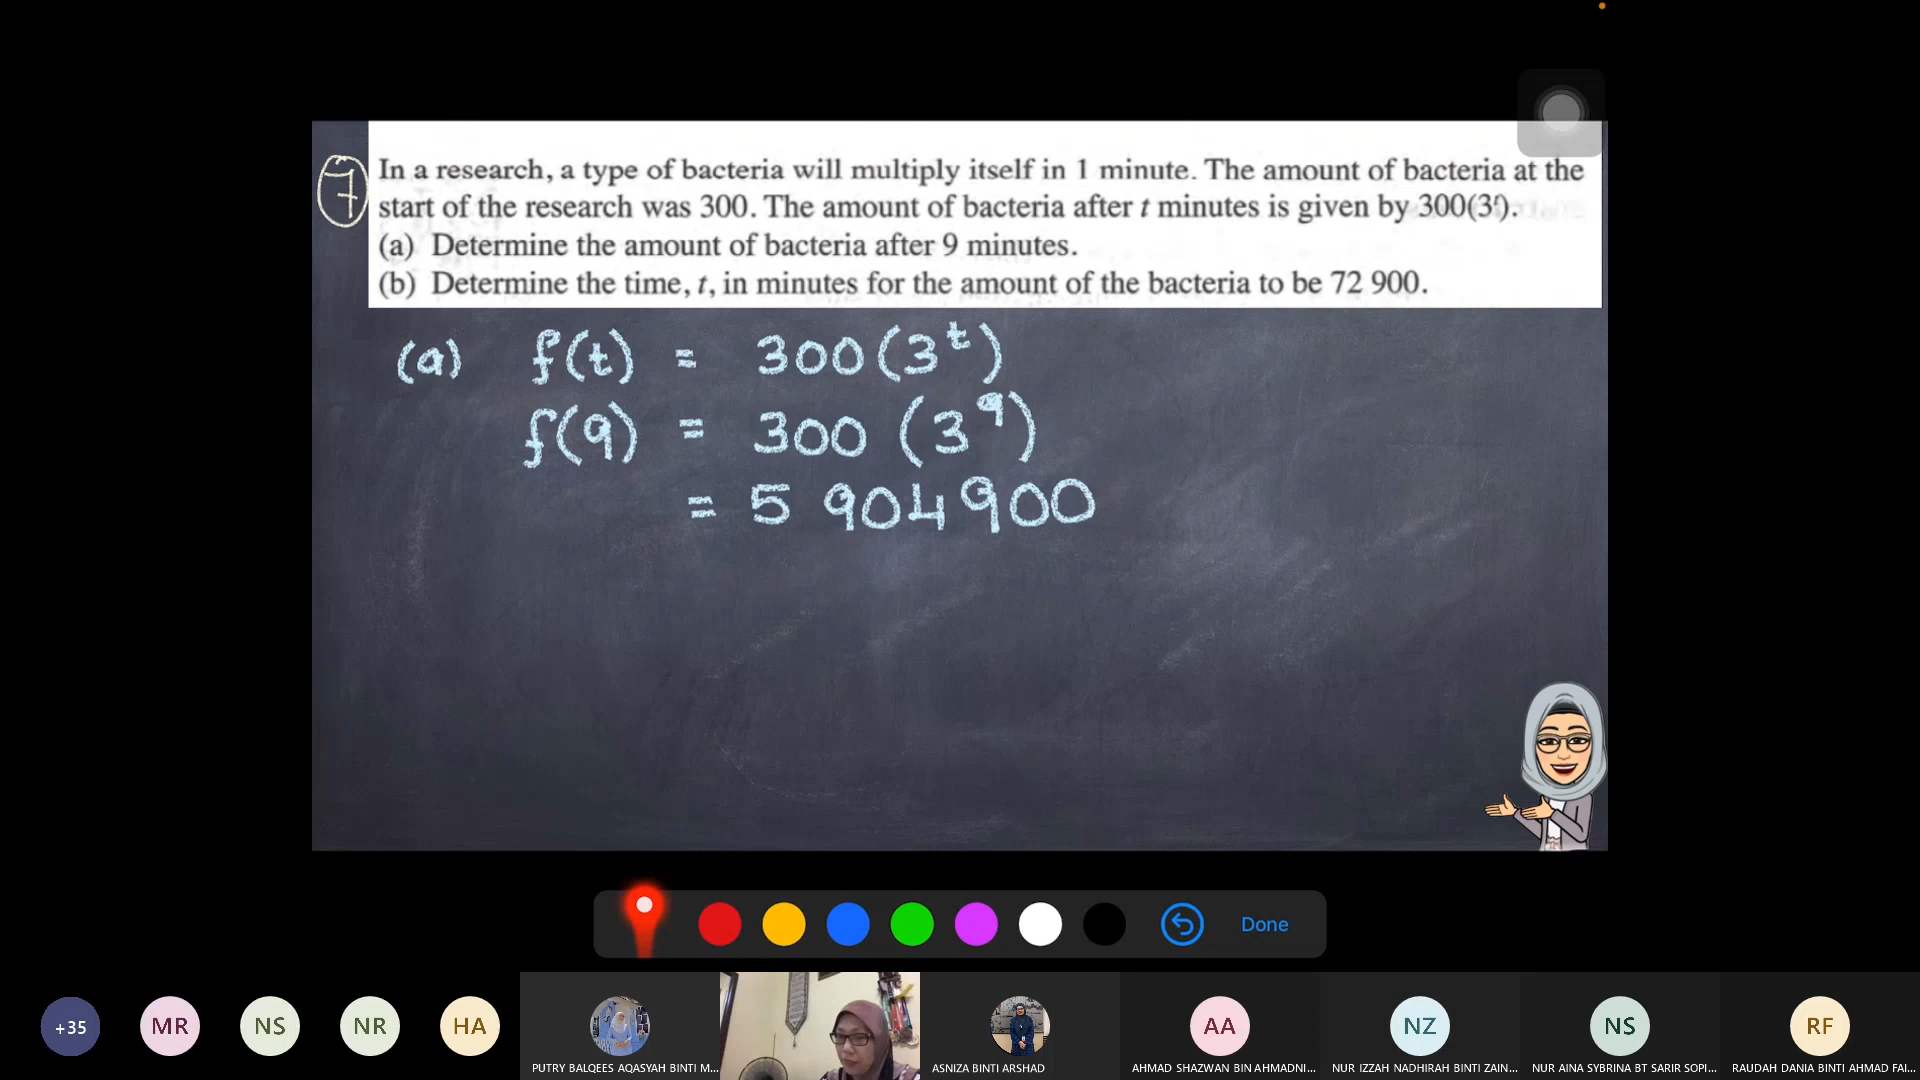 7
In a research, a type of bacteria will multiply itself in 1 minute. The amount of bacteria at the
start of the research was 300. The amount of bacteria after t minutes is given by 300(3ᵗ).
(a) Determine the amount of bacteria after 9 minutes.
(b) Determine the time, t, in minutes for the amount of the bacteria to be 72 900.
(a) f(t) = 300(3ᵗ)
f(9) = 300 (3⁹)
= 5 904900
Done
+35 MR NS NR HA AA NZ NS RF
PUTRY BALQEES AQASYAH BINTI M... ASNIZA BINTI ARSHAD AHMAD SHAZWAN BIN AHMADNI... NUR IZZAH NADHIRAH BINTI ZAIN... NUR AINA SYBRINA BT SARIR SOPI... RAUDAH DANIA BINTI AHMAD FAI...